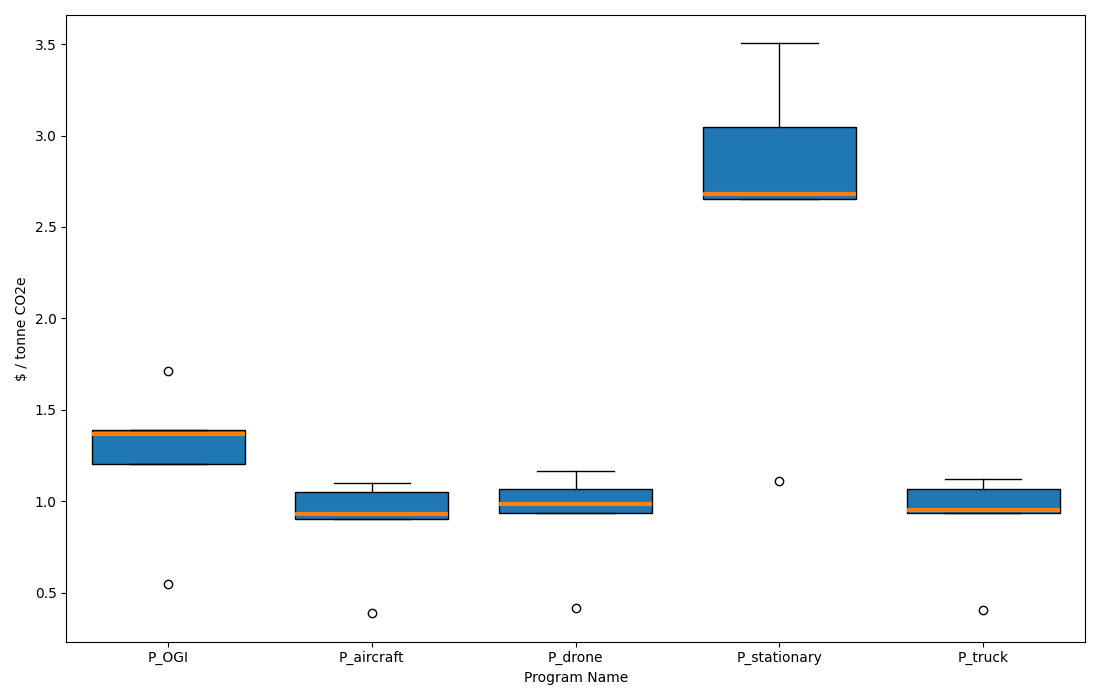 3.5
3.0
2.5
2.0
1.5
1.0
0.5
$ / tonne CO2e
P_OGI
P_aircraft
P_drone
P_stationary
P_truck
Program Name